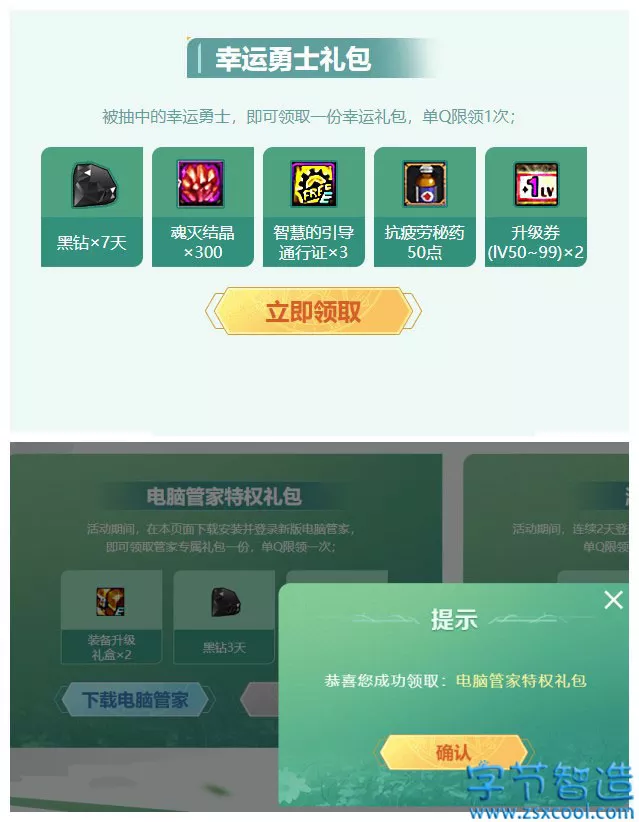 幸运勇士礼包
被抽中的幸运勇士，即可领取一份幸运礼包，单Q限领1次；
黑钻×7天
魂灭结晶
×300
FREE
E
智慧的引导
通行证×3
抗疲劳秘药
50点
+1LV
升级券
(lV50~99)×2
立即领取
电脑管家特权礼包
活动期间，在本页面下载安装并登录新版电脑管家，
即可领取管家专属礼包一份，单Q限领一次；
活动期间，连续2天登
单Q限领
E
装备升级
礼盒×2
黑钻3天
下载电脑管家
提示
恭喜您成功领取：电脑管家特权礼包
确认
字节智造
www.zsxcool.com